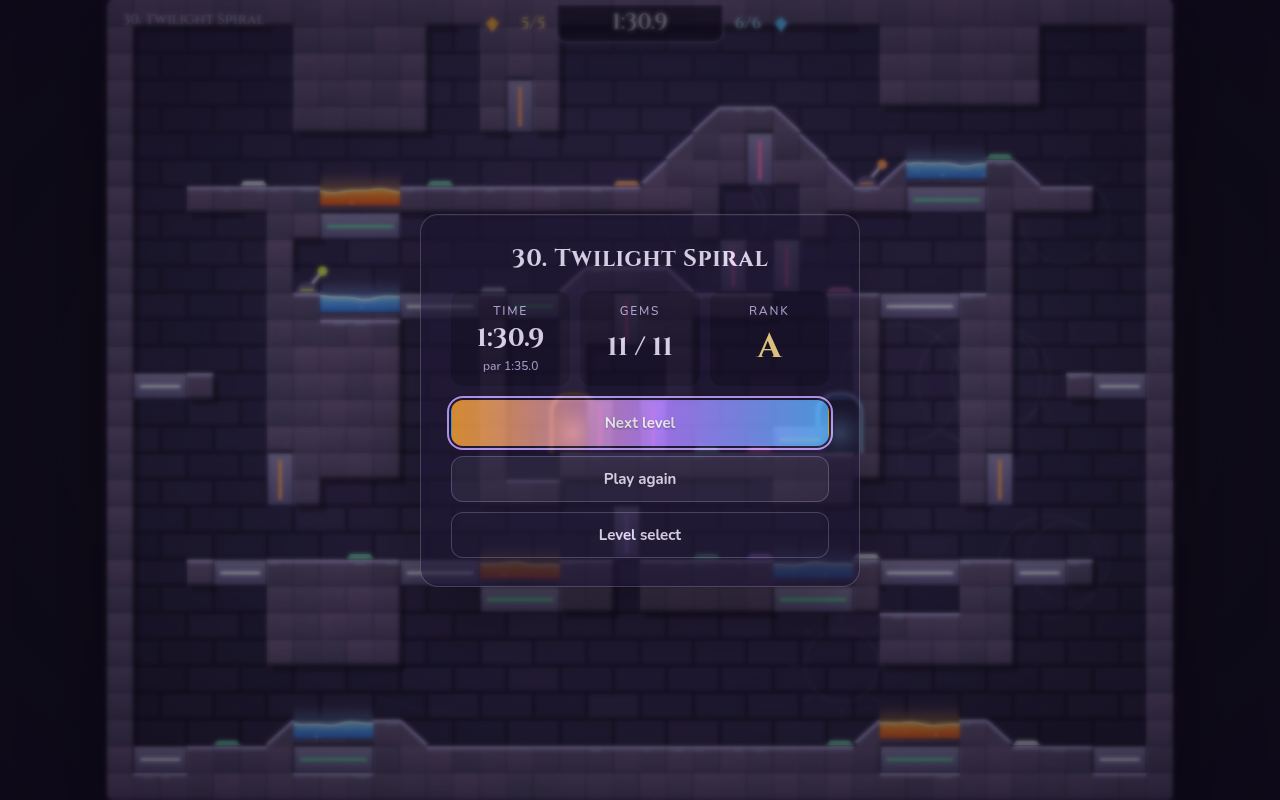 30. Twilight Spiral
5/5
1:30.9
6/6
30. Twilight Spiral
TIME
1:30.9
par 1:35.0
GEMS
11 / 11
RANK
A
Next level
Play again
Level select